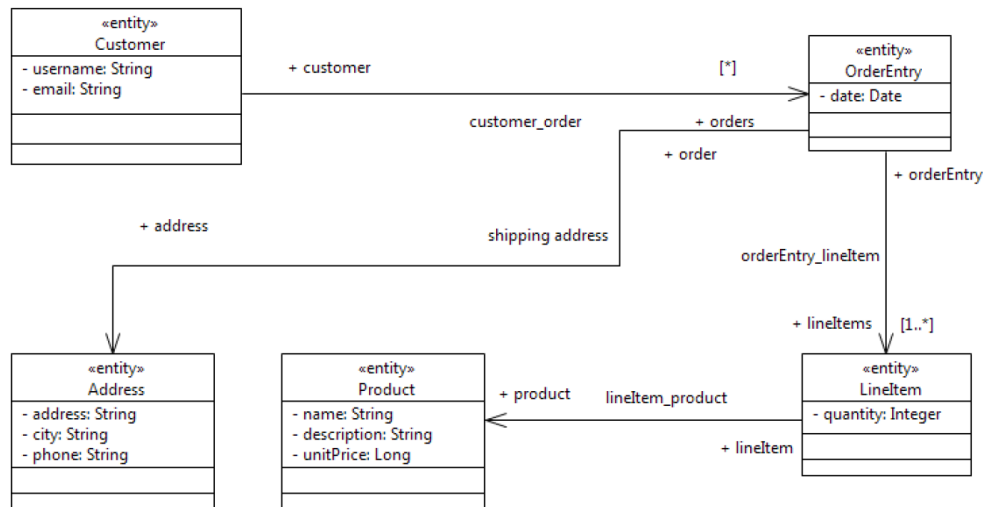 «entity»
Customer
- username: String
- email: String
+ customer
[*]
customer_order
+ orders
«entity»
OrderEntry
- date: Date
+ order
+ orderEntry
+ address
shipping address
orderEntry_lineItem
+ lineItems
[1..*]
«entity»
Address
- address: String
- city: String
- phone: String
«entity»
Product
- name: String
- description: String
- unitPrice: Long
+ product
lineItem_product
+ lineItem
«entity»
LineItem
- quantity: Integer